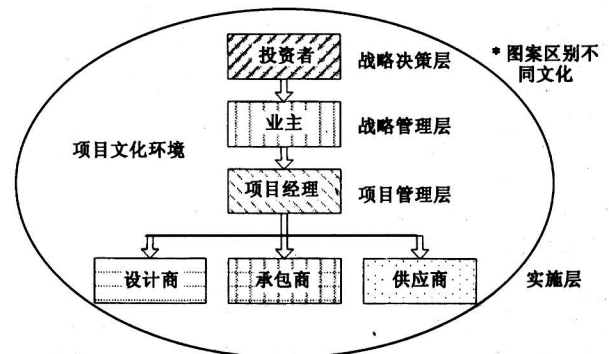 投资者
战略决策层
* 图案区别不
同文化
业主
战略管理层
项目文化环境
项目经理
项目管理层
设计商
承包商
供应商
实施层